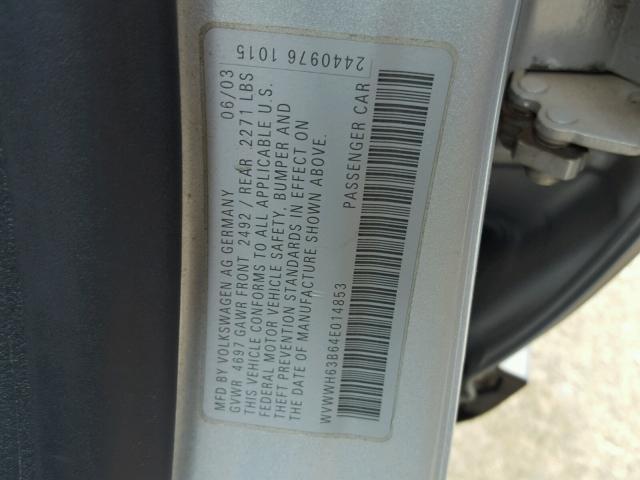 MFD BY VOLKSWAGEN AG GERMANY 06/03
GVWR 4697 GAWR FRONT 2492 / REAR 2271 LBS
THIS VEHICLE CONFORMS TO ALL APPLICABLE U.S.
FEDERAL MOTOR VEHICLE SAFETY, BUMPER AND
THEFT PREVENTION STANDARDS IN EFFECT ON
THE DATE OF MANUFACTURE SHOWN ABOVE.
WVWWH63B64E014853 PASSENGER CAR
2440976 1015